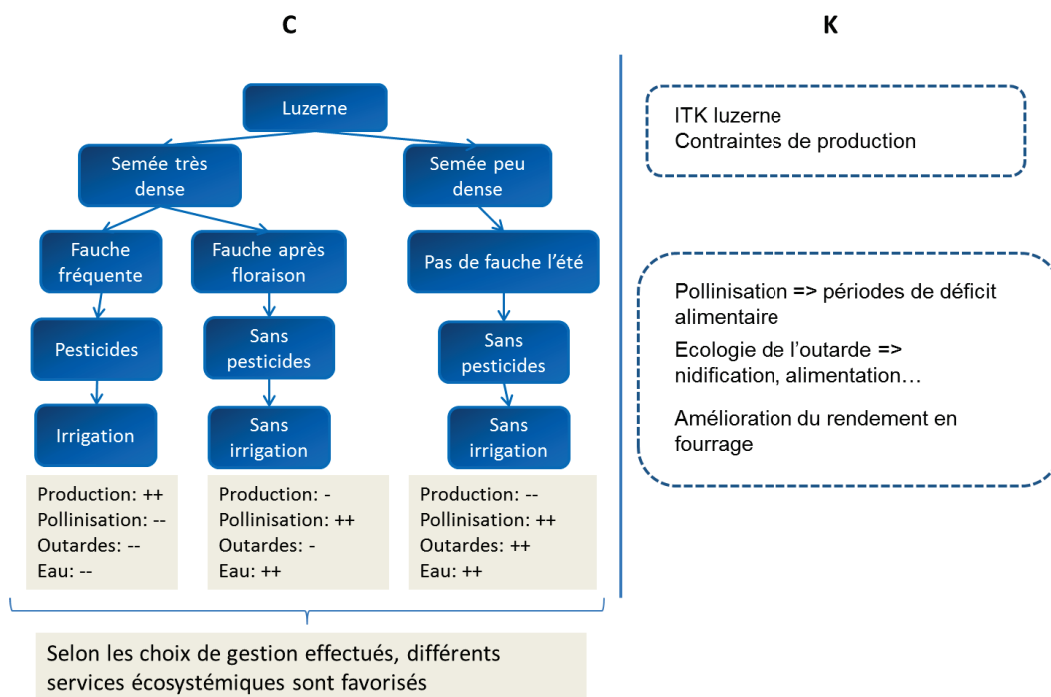 C
K
Luzerne
Semée très
dense
Semée peu
dense
Fauche
fréquente
Fauche après
floraison
Pas de fauche l'été
Pesticides
Sans
pesticides
Sans
pesticides
Irrigation
Sans
irrigation
Sans
irrigation
Production: ++
Pollinisation: --
Outardes: --
Eau: --
Production: -
Pollinisation: ++
Outardes: -
Eau: ++
Production: --
Pollinisation: ++
Outardes: ++
Eau: ++
Selon les choix de gestion effectués, différents
services écosystémiques sont favorisés
ITK luzerne
Contraintes de production
Pollinisation => périodes de déficit
alimentaire
Ecologie de l'outarde =>
nidification, alimentation…
Amélioration du rendement en
fourrage